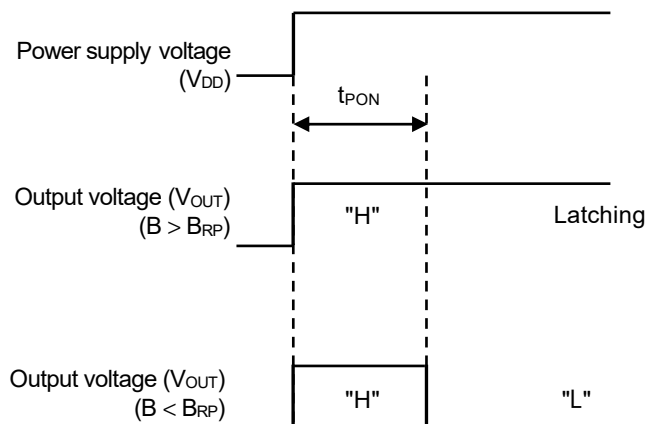 Power supply voltage
(VDD)
tPON
Output voltage (VOUT)
(B > BRP)
"H"
Latching
Output voltage (VOUT)
(B < BRP)
"H"
"L"